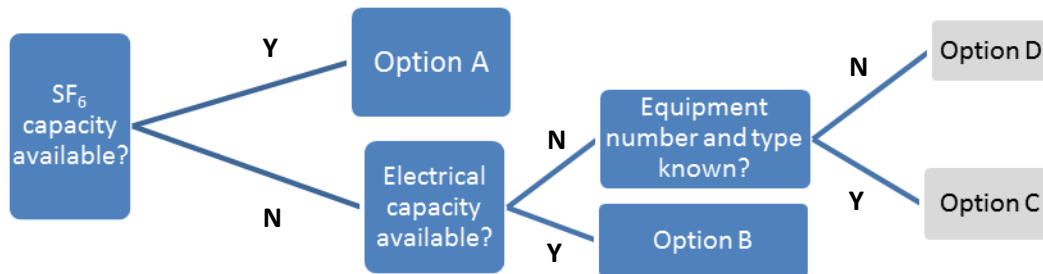 SF₆
capacity
available?
Y
Option A
N
Electrical
capacity
available?
N
Equipment
number and type
known?
N
Option D
Y
Option C
Y
Option B